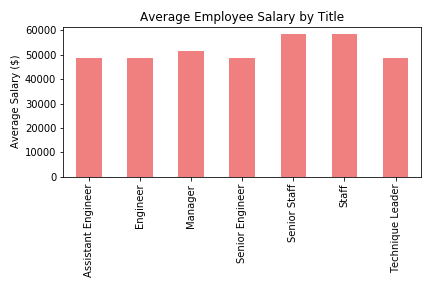 Average Employee Salary by Title
Average Salary ($)
60000
50000
40000
30000
20000
10000
0
Assistant Engineer
Engineer
Manager
Senior Engineer
Senior Staff
Staff
Technique Leader